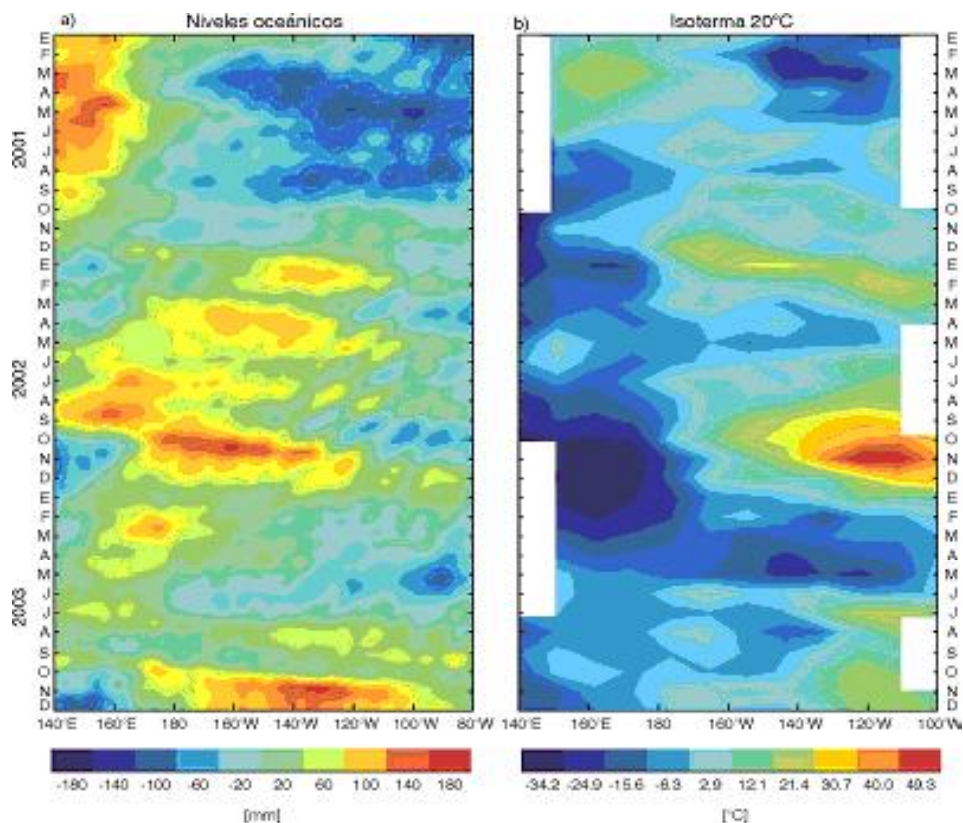 a) Niveles oceánicos
E
F
M
A
M
J
J
A
S
O
N
D
E
F
M
A
M
J
J
A
S
O
N
D
E
F
M
A
M
J
J
A
S
O
N
D
2001
2002
2003
140°E 160°E 180 160°W 140°W 120°W 100°W 80°W
-180 -140 -100 -60 -20 20 60 100 140 180
[mm]
b) Isoterma 20°C
E
F
M
A
M
J
J
A
S
O
N
D
E
F
M
A
M
J
J
A
S
O
N
D
E
F
M
A
M
J
J
A
S
O
N
D
140°E 160°E 180 160°W 140°W 120°W 100°W
-34.2 -24.9 -15.6 -6.3 2.9 12.1 21.4 30.7 40.0 49.3
[°C]